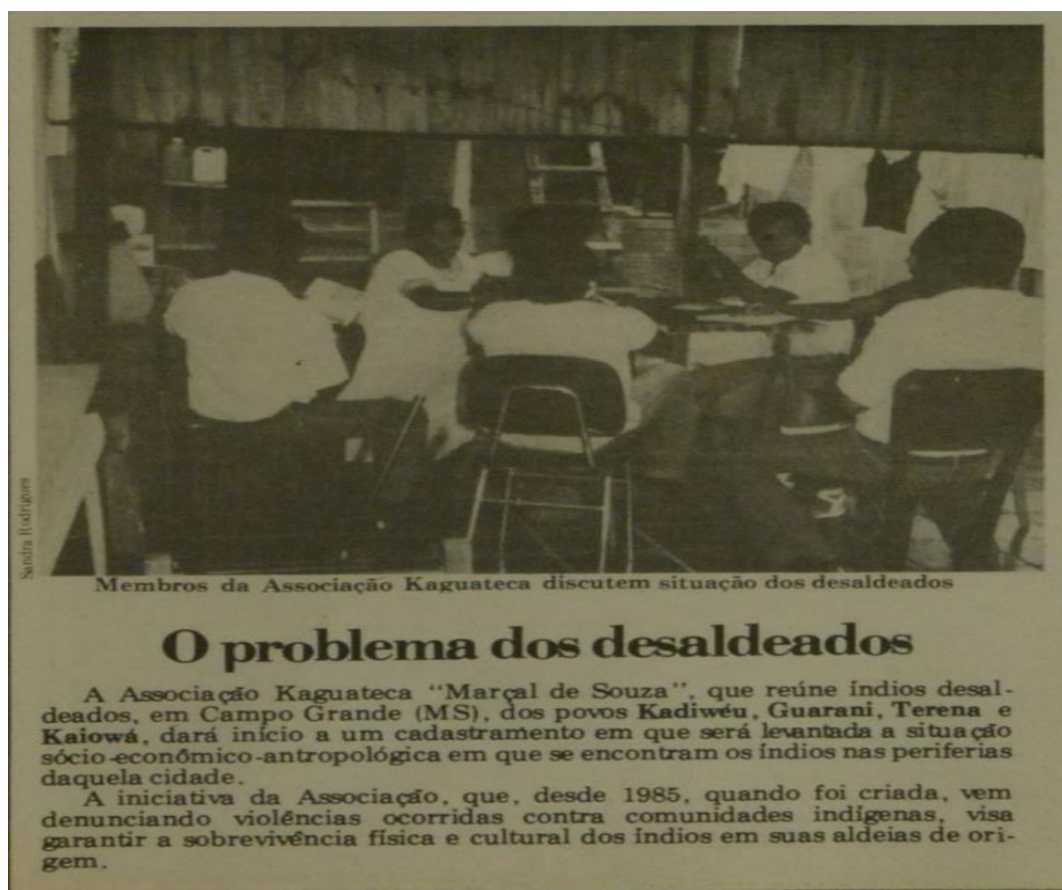 Sandra Rodrigues
Membros da Associação Kaguateca discutem situação dos desaldeados
O problema dos desaldeados
A Associação Kaguateca "Marçal de Souza", que reúne índios desal-
deados, em Campo Grande (MS), dos povos Kadiwéu, Guarani, Terena e
Kaiowá, dará início a um cadastramento em que será levantada a situação
sócio-econômico-antropológica em que se encontram os índios nas periferias
daquela cidade.
A iniciativa da Associação, que, desde 1985, quando foi criada, vem
denunciando violências ocorridas contra comunidades indígenas, visa
garantir a sobrevivência física e cultural dos índios em suas aldeias de ori-
gem.